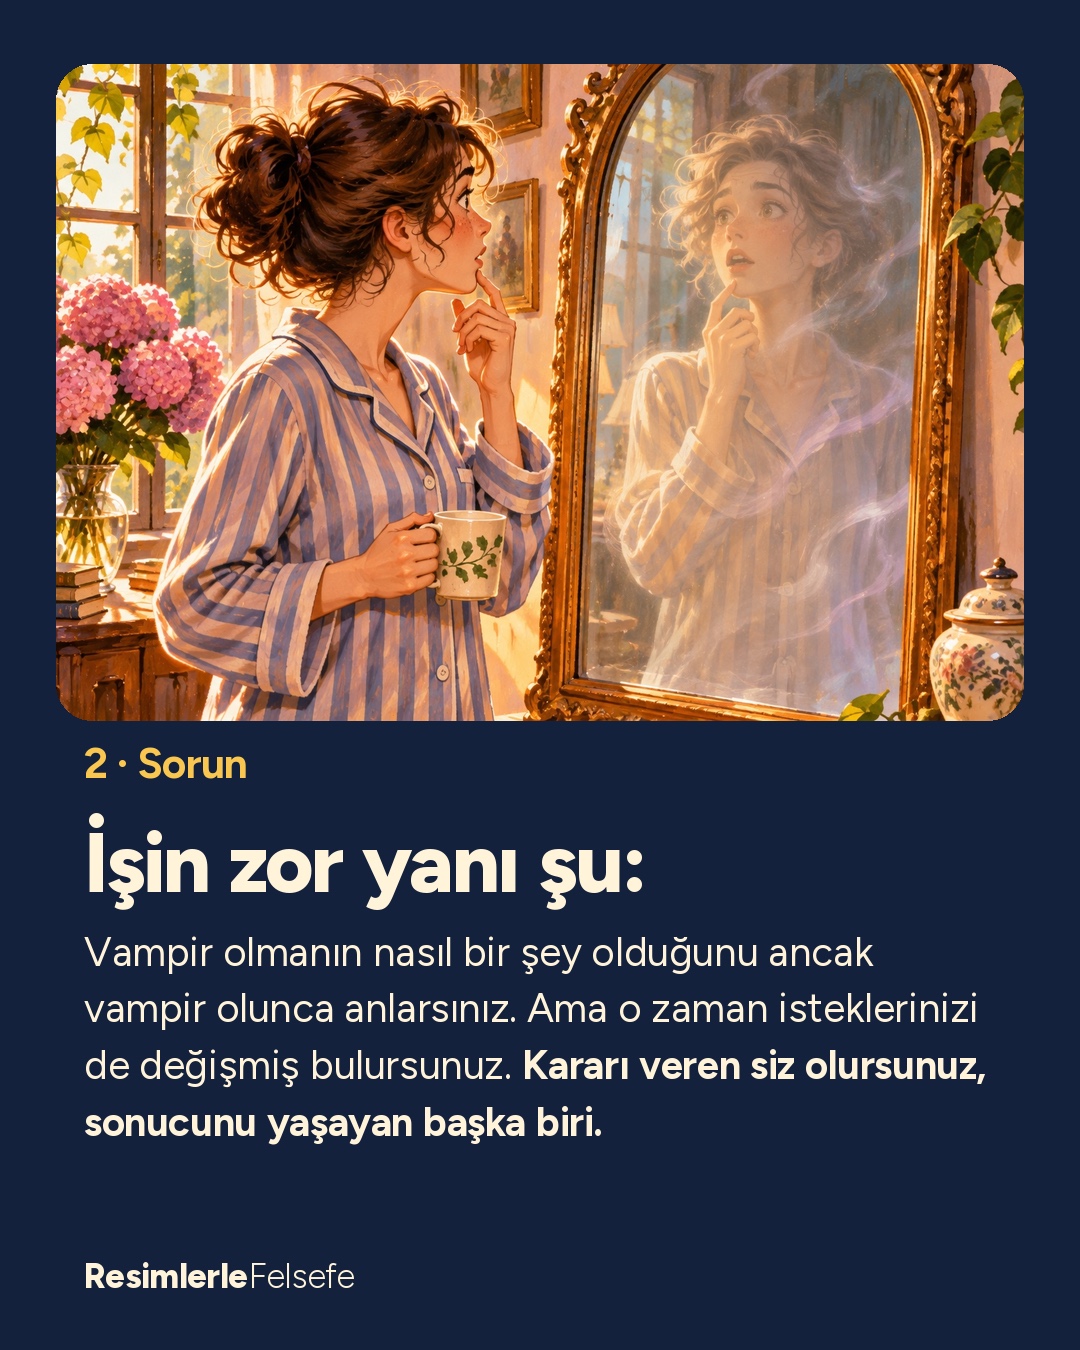 2 · Sorun
İşin zor yanı şu:
Vampir olmanın nasıl bir şey olduğunu ancak
vampir olunca anlarsınız. Ama o zaman isteklerinizi
de değişmiş bulursunuz. Kararı veren siz olursunuz,
sonucunu yaşayan başka biri.
ResimlerleFelsefe